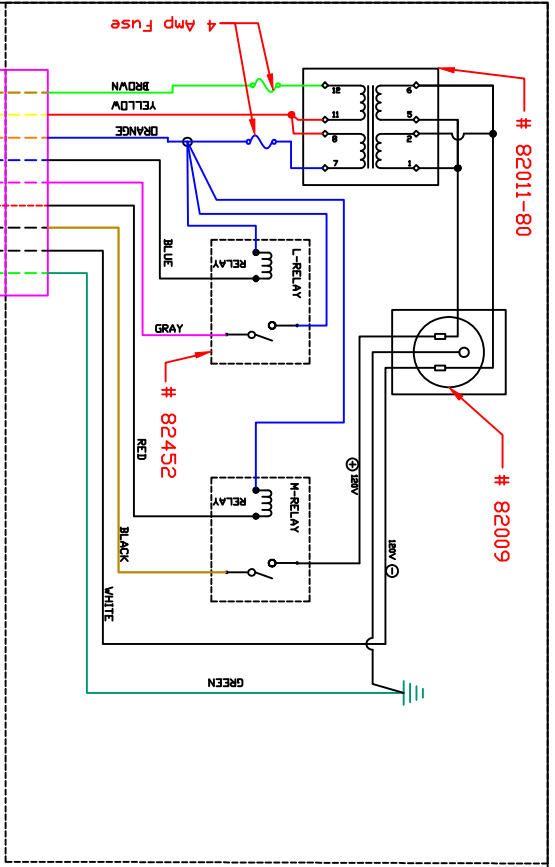 4 Amp Fuse
BROWN
YELLOW
ORANGE
12
11
8
7
6
5
2
1
# 82011-80
BLUE
RELAY
L-RELAY
GRAY
# 82452
# 82009
RED
RELAY
M-RELAY
+ 120V
120V -
BLACK
WHITE
GREEN